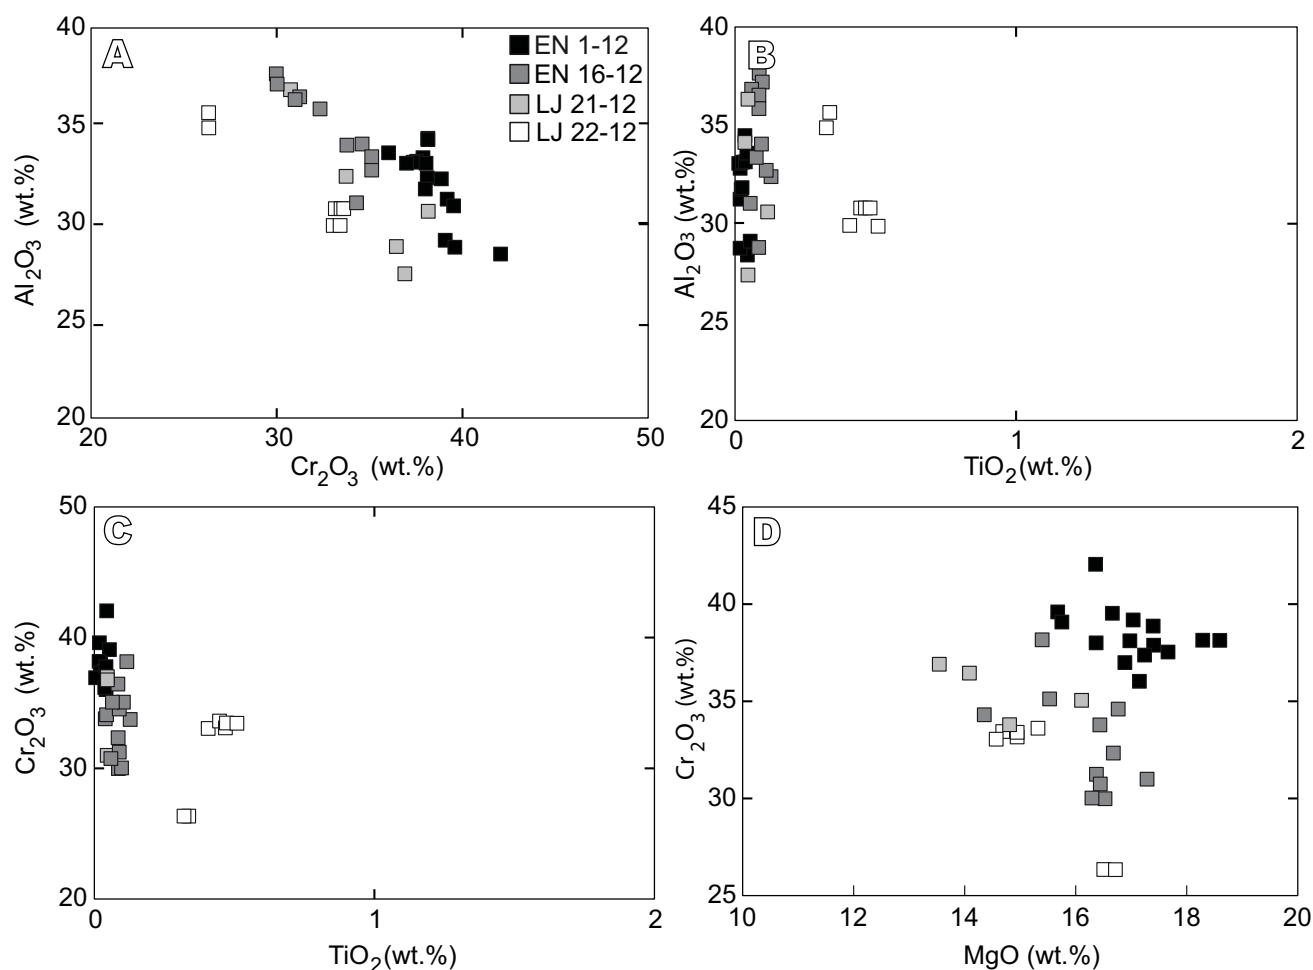 A
EN 1-12
EN 16-12
LJ 21-12
LJ 22-12
40
35
30
25
20
Al2O3 (wt.%)
20 30 40 50
Cr2O3 (wt.%)
B
40
35
30
25
20
Al2O3 (wt.%)
0 1 2
TiO2(wt.%)
C
50
40
30
20
Cr2O3 (wt.%)
0 1 2
TiO2(wt.%)
D
45
40
35
30
25
Cr2O3 (wt.%)
10 12 14 16 18 20
MgO (wt.%)